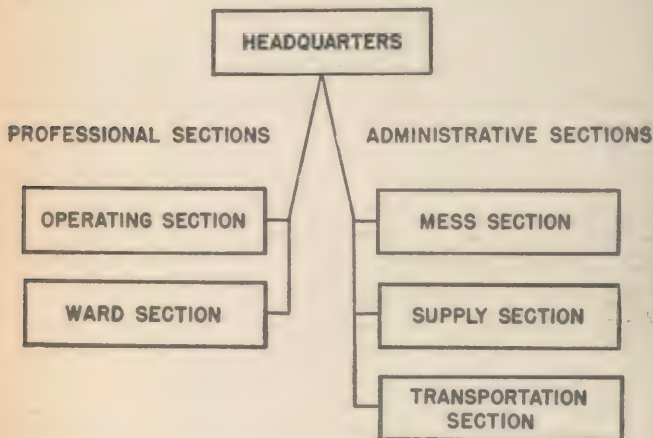 HEADQUARTERS
PROFESSIONAL SECTIONS
ADMINISTRATIVE SECTIONS
OPERATING SECTION
MESS SECTION
WARD SECTION
SUPPLY SECTION
TRANSPORTATION
SECTION